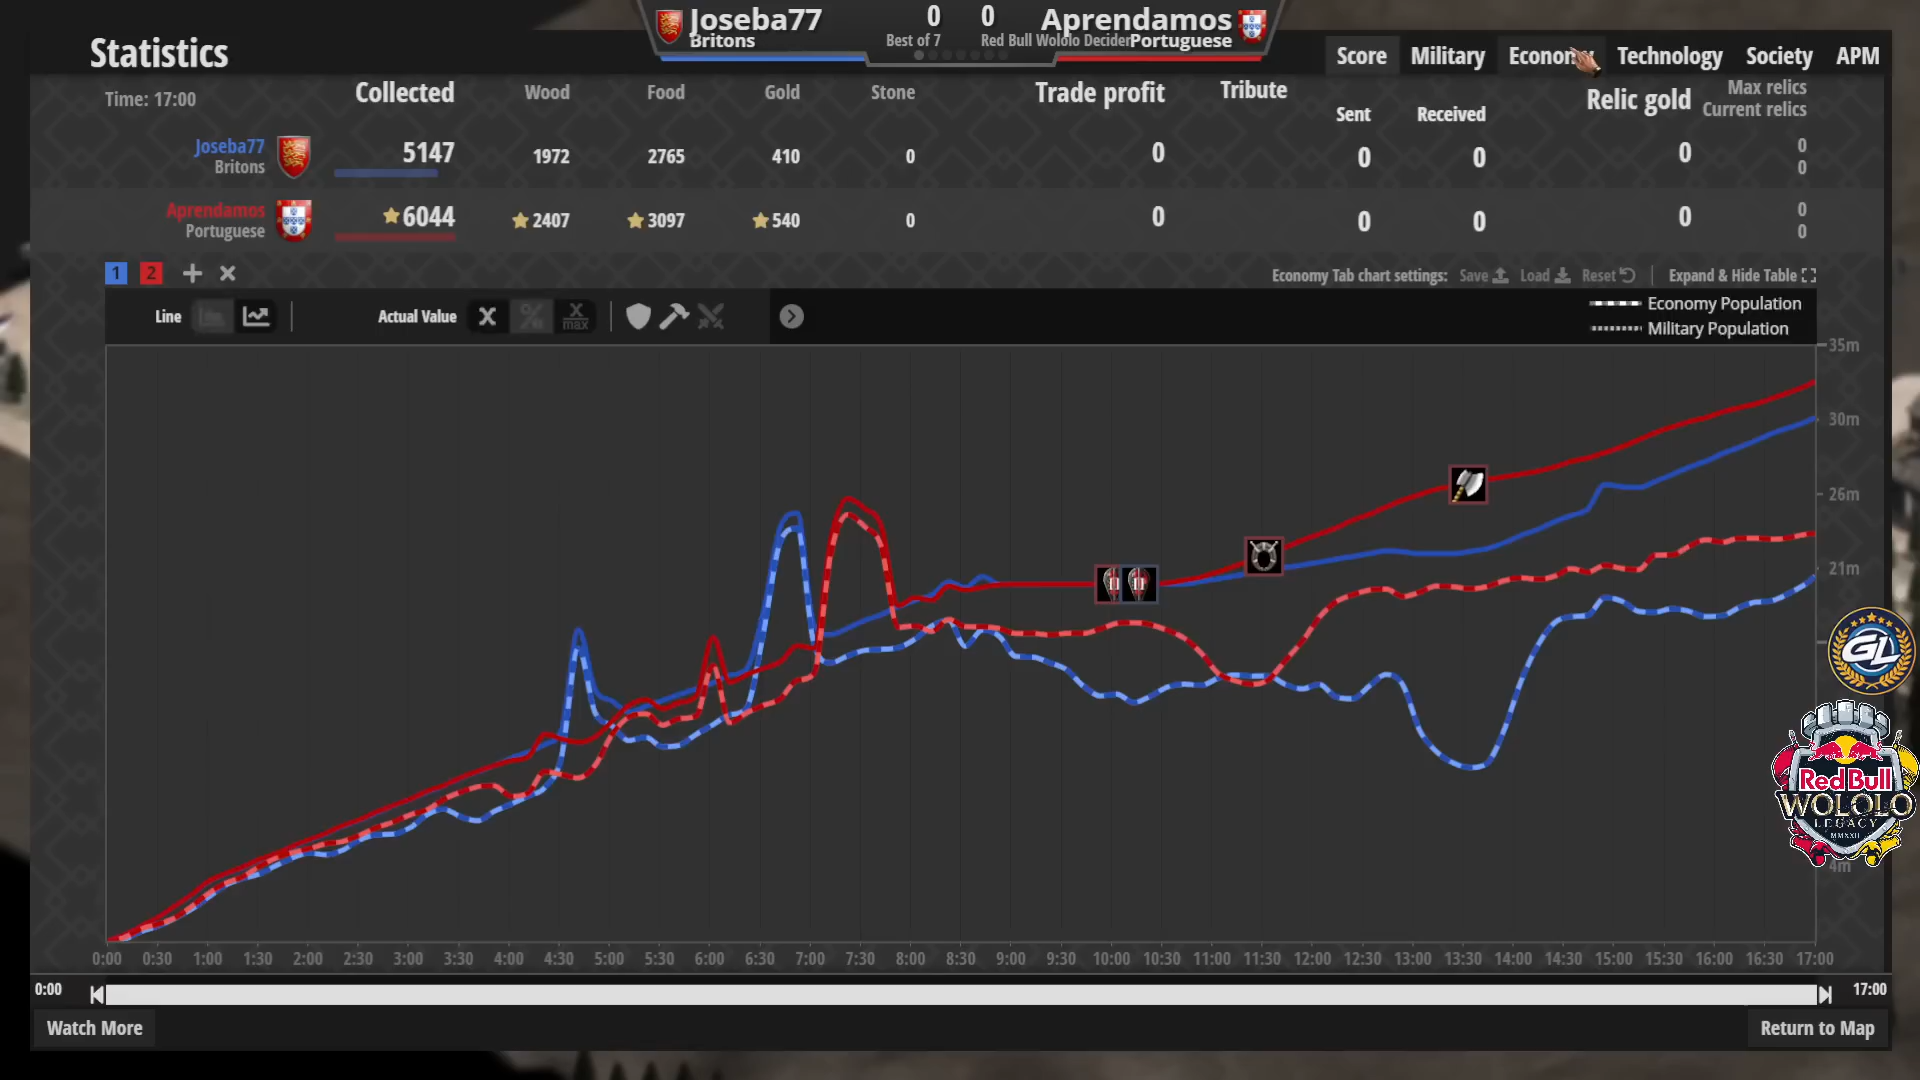 Joseba77
Britons
0
0
Best of 7
Red Bull Wololo Decider
Aprendamos
Portuguese
Statistics
Score
Military
Economy
Technology
Society
APM
Time: 17:00
Collected
Wood
Food
Gold
Stone
Trade profit
Tribute
Sent
Received
Relic gold
Max relics
Current relics
Joseba77
Britons
5147
1972
2765
410
0
0
0
0
0
0
0
Aprendamos
Portuguese
6044
2407
3097
540
0
0
0
0
0
0
0
1
2
Economy Tab chart settings:
Save
Load
Reset
Expand & Hide Table
Line
Actual Value
X
%
X
max
Economy Population
Military Population
35m
30m
26m
21m
4m
GL
Red Bull
WOLOLO
LEGACY
MMXXII
0:00
0:30
1:00
1:30
2:00
2:30
3:00
3:30
4:00
4:30
5:00
5:30
6:00
6:30
7:00
7:30
8:00
8:30
9:00
9:30
10:00
10:30
11:00
11:30
12:00
12:30
13:00
13:30
14:00
14:30
15:00
15:30
16:00
16:30
17:00
0:00
17:00
Watch More
Return to Map